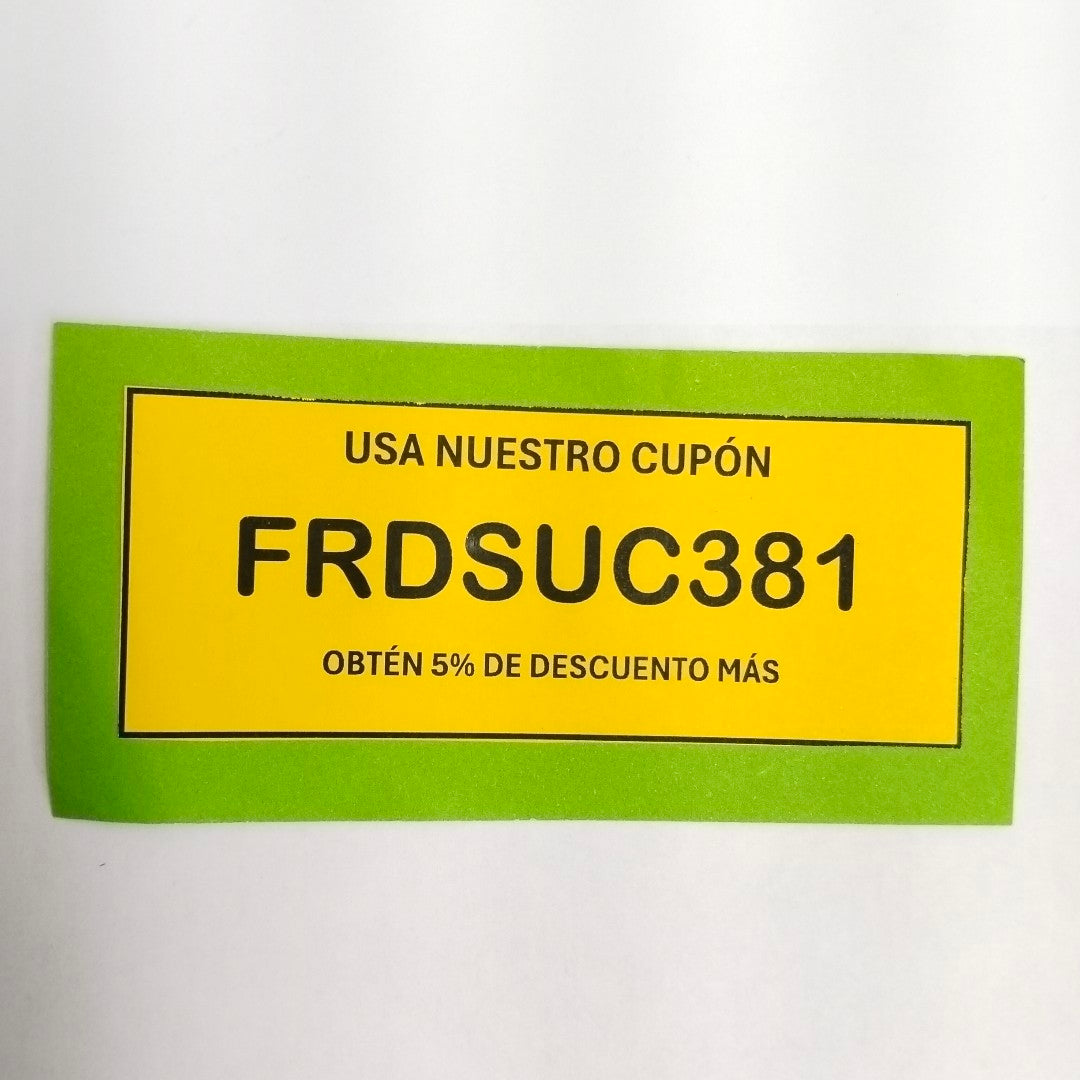 USA NUESTRO CUPÓN
FRDSUC381
OBTÉN 5% DE DESCUENTO MÁS